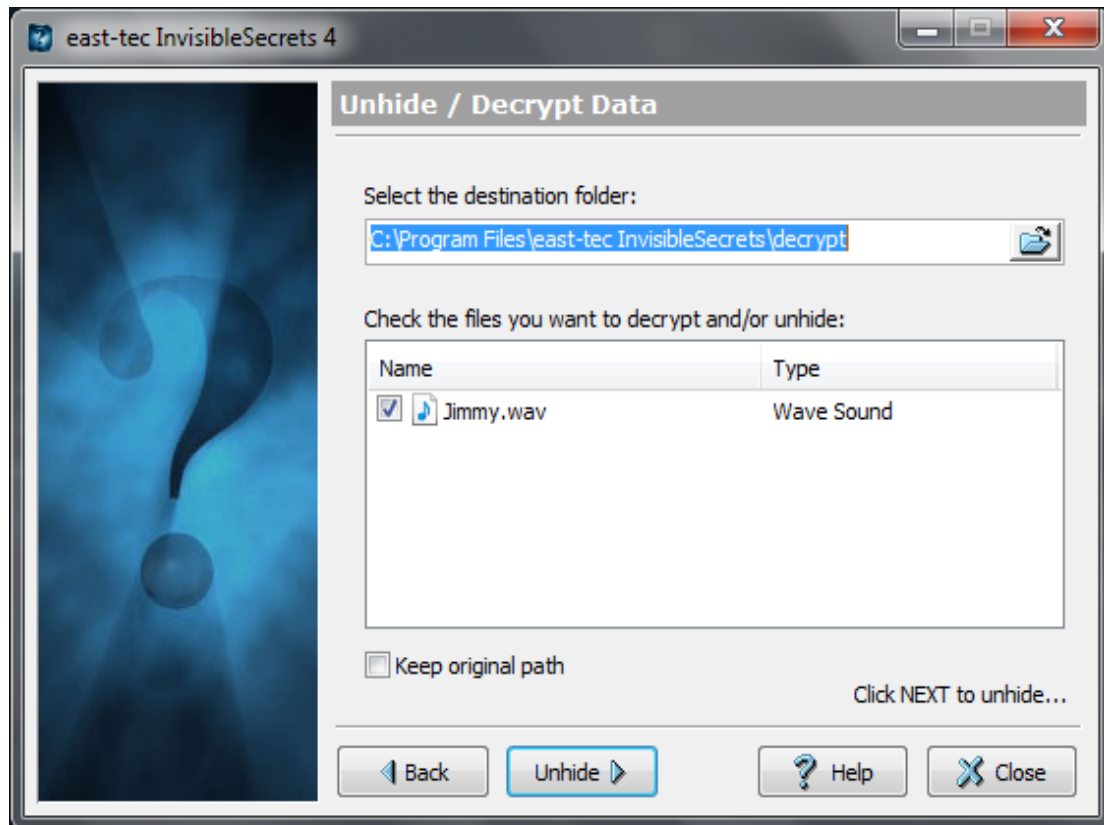 east-tec InvisibleSecrets 4
Unhide / Decrypt Data
Select the destination folder:
C:\Program Files\east-tec InvisibleSecrets\decrypt
Check the files you want to decrypt and/or unhide:
Name Type
Jimmy.wav Wave Sound
Keep original path
Click NEXT to unhide...
Back Unhide Help Close